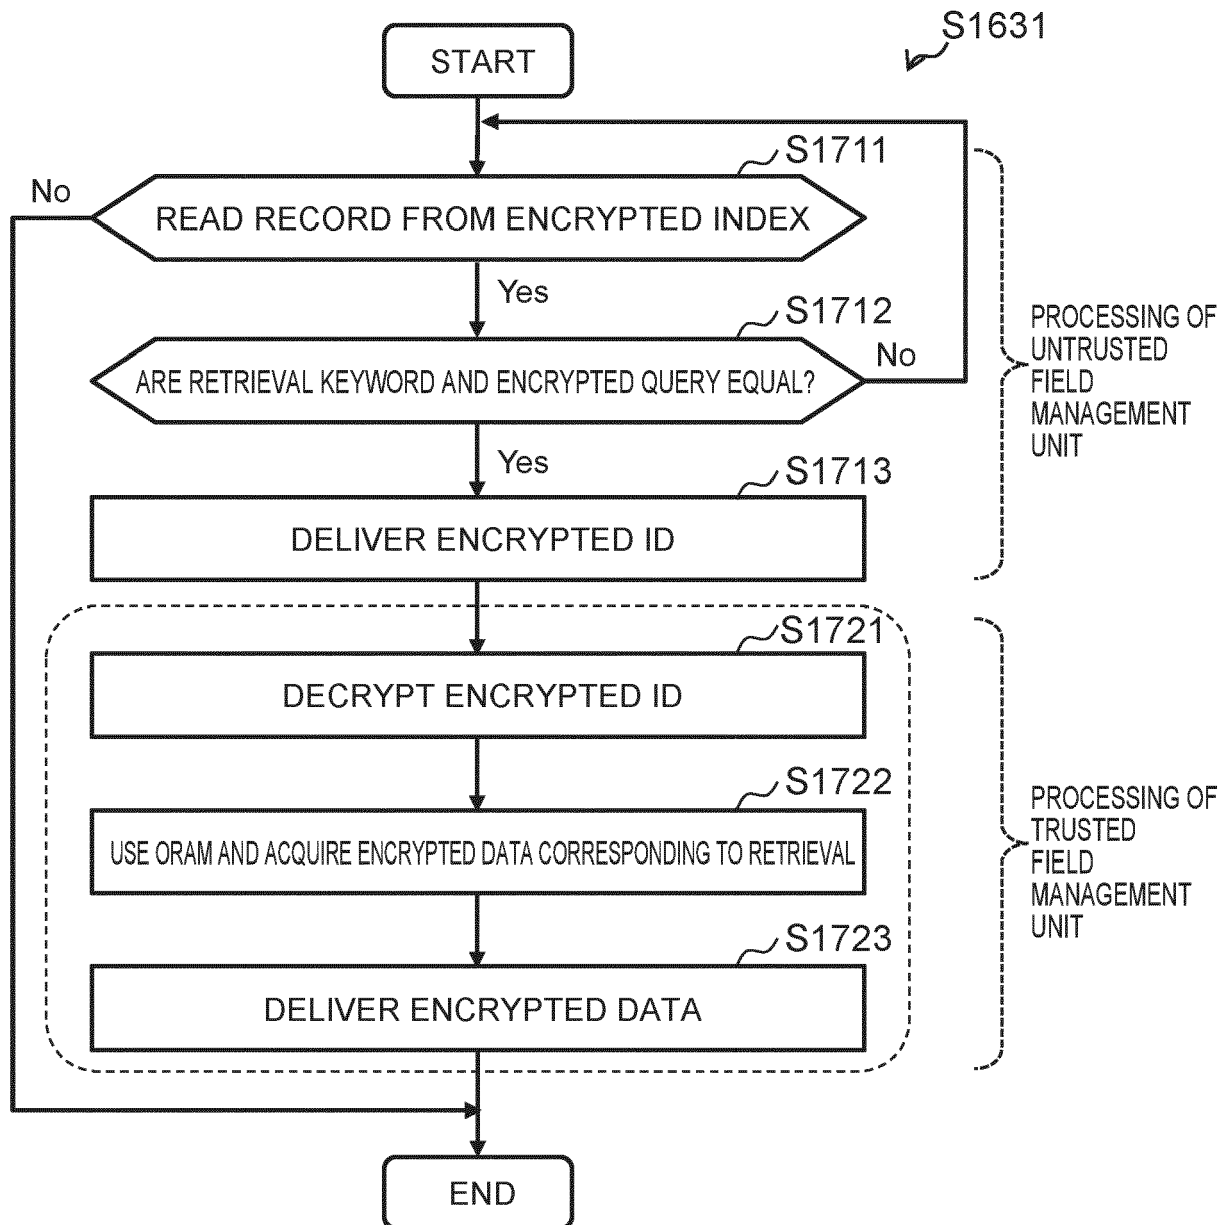 S1631
START
S1711
No
READ RECORD FROM ENCRYPTED INDEX
Yes
S1712
No
ARE RETRIEVAL KEYWORD AND ENCRYPTED QUERY EQUAL?
Yes
S1713
DELIVER ENCRYPTED ID
PROCESSING OF
UNTRUSTED
FIELD
MANAGEMENT
UNIT
S1721
DECRYPT ENCRYPTED ID
S1722
USE ORAM AND ACQUIRE ENCRYPTED DATA CORRESPONDING TO RETRIEVAL
S1723
DELIVER ENCRYPTED DATA
PROCESSING OF
TRUSTED
FIELD
MANAGEMENT
UNIT
END